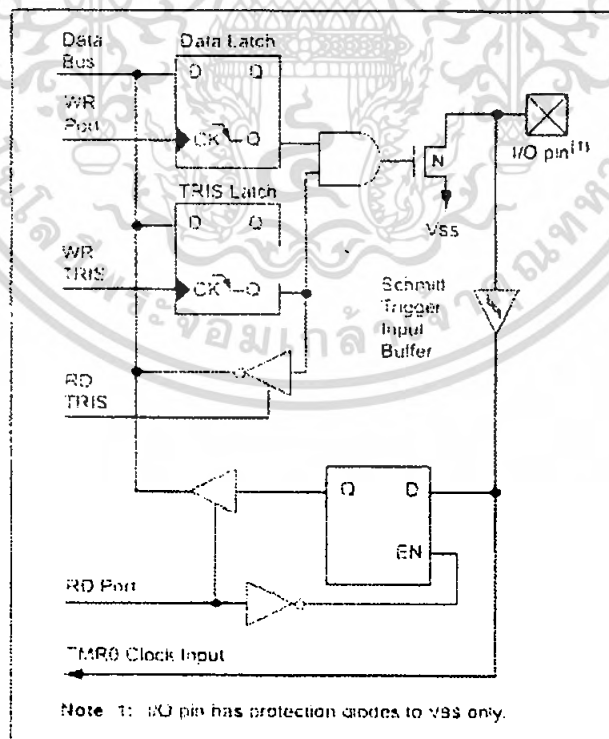 Data
Bus
Data Latch
D Q
WR
Port
CK Q
N
I/O pin(1)
VSS
TRIS Latch
D Q
WR
TRIS
CK Q
Schmitt
Trigger
Input
Buffer
RD
TRIS
Q D
EN
RD Port
TMR0 Clock Input
Note 1: I/O pin has protection diodes to VSS only.